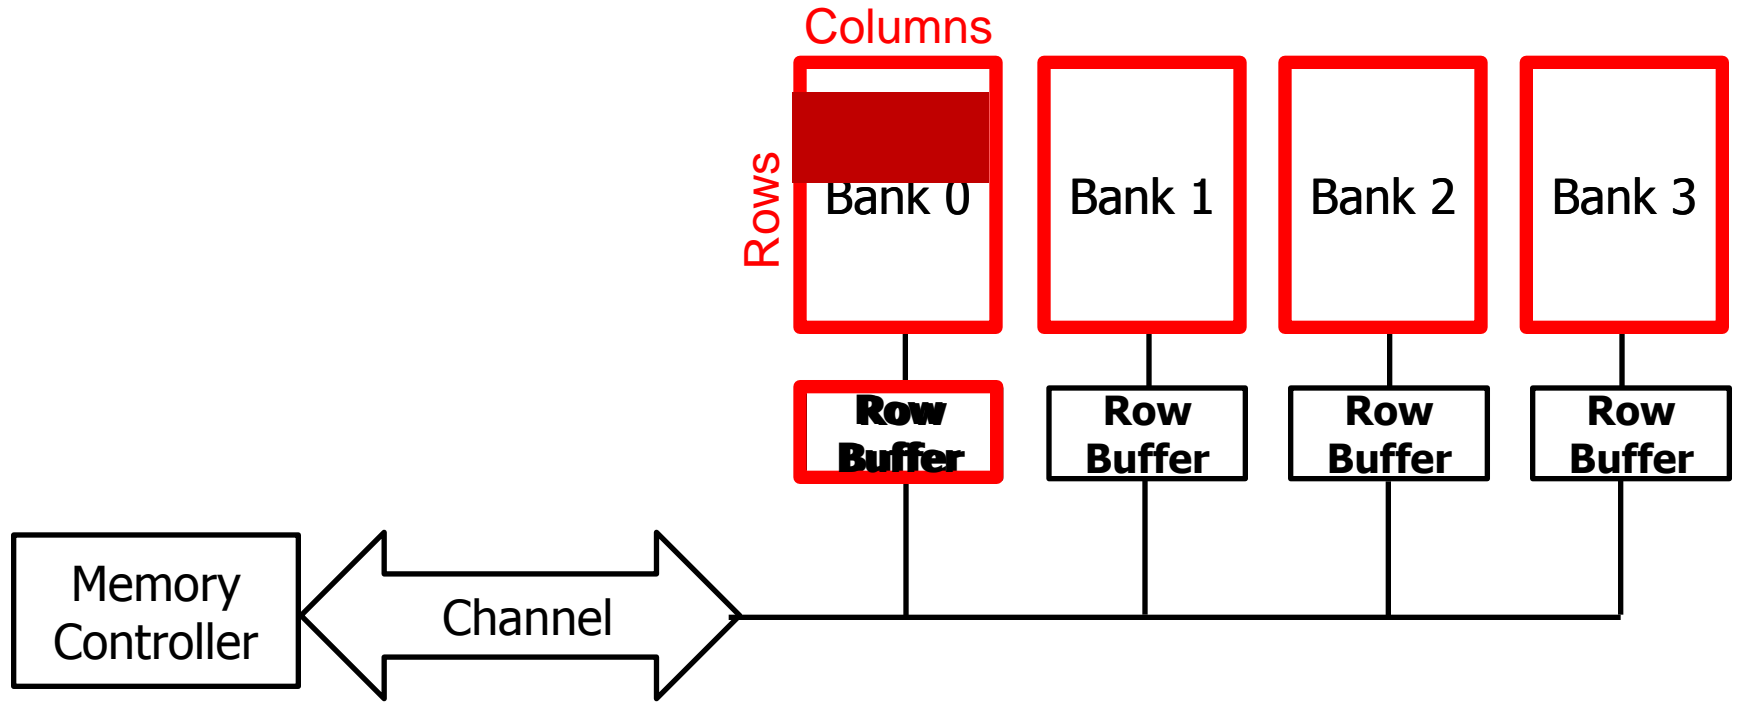 Columns
Rows
Bank 0
Bank 1
Bank 2
Bank 3
Row
Buffer
Row
Buffer
Row
Buffer
Row
Buffer
Memory
Controller
Channel